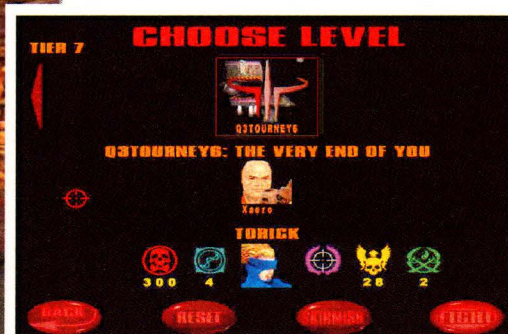 TIER 7
CHOOSE LEVEL
Q3TOURNEY6
Q3TOURNEY6: THE VERY END OF YOU
Xaero
TORICK
300 4 28 2
BACK RESET SKIRMISH FIGHT